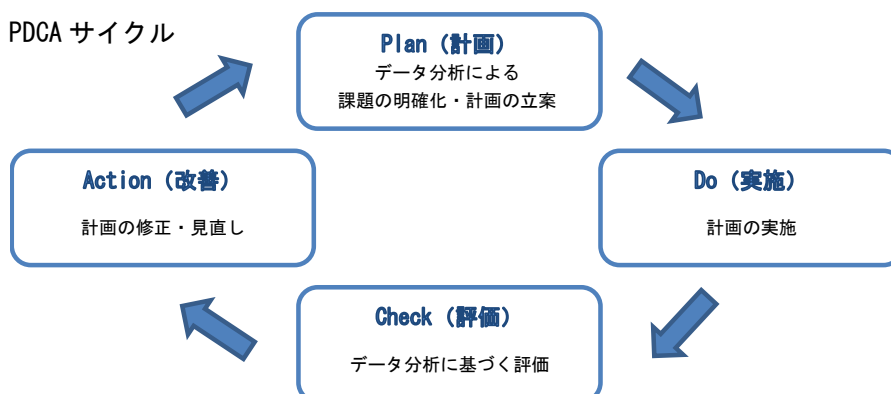 PDCA サイクル
Plan（計画）
データ分析による
課題の明確化・計画の立案
Action（改善）
計画の修正・見直し
Do（実施）
計画の実施
Check（評価）
データ分析に基づく評価